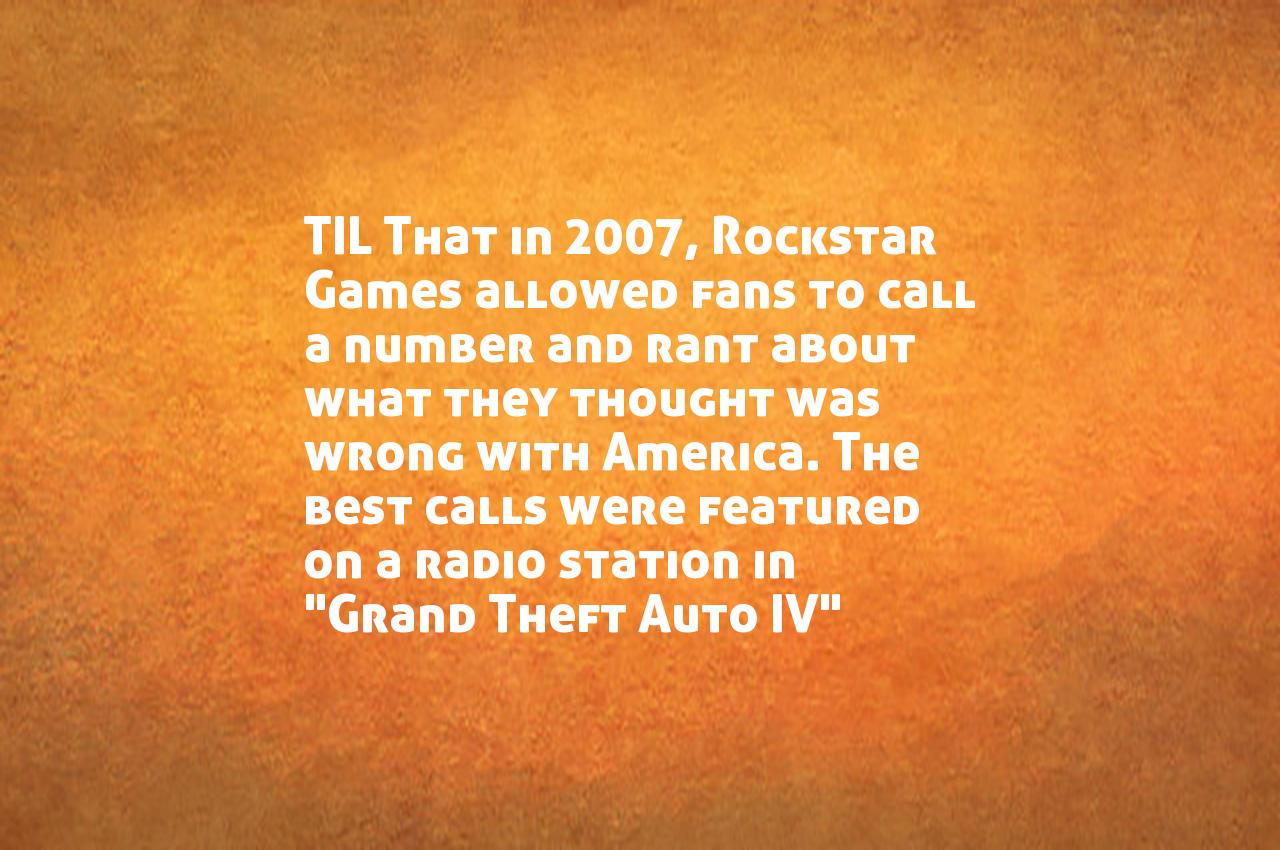 TIL That in 2007, Rockstar
Games allowed fans to call
a number and rant about
what they thought was
wrong with America. The
best calls were featured
on a radio station in
"Grand Theft Auto IV"